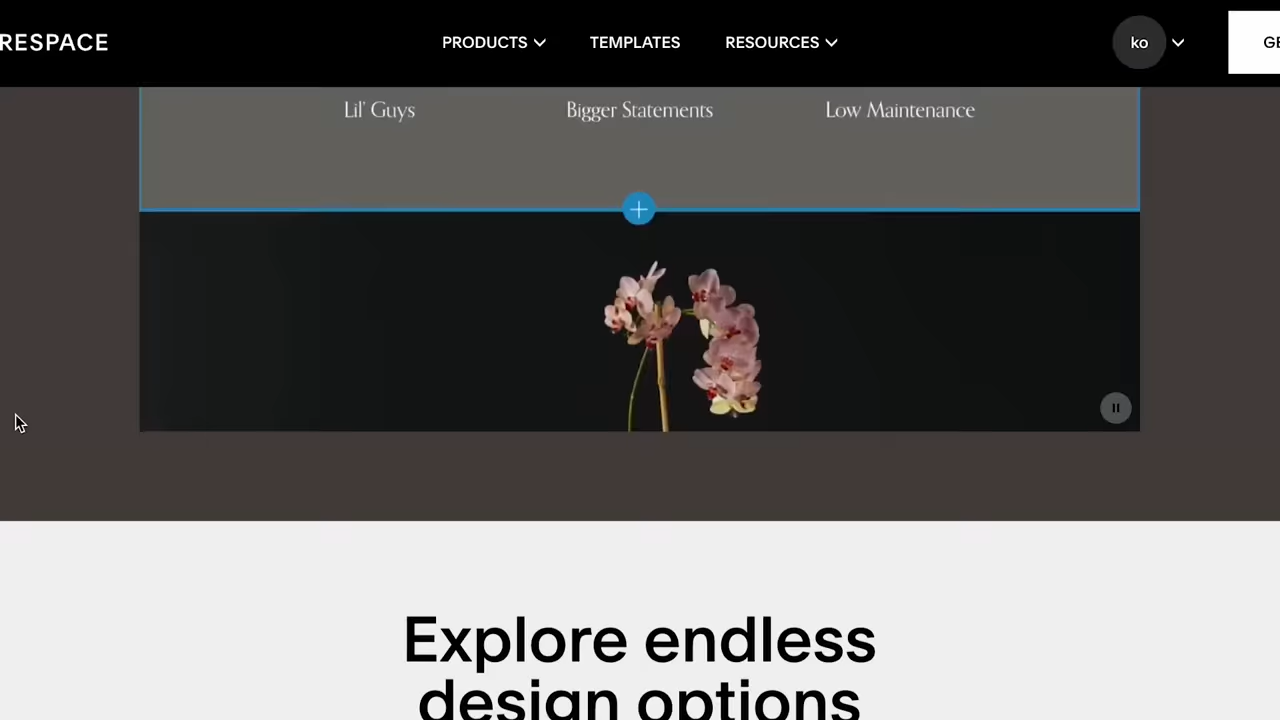 RESPACE PRODUCTS TEMPLATES RESOURCES ko GE
Lil' Guys Bigger Statements Low Maintenance
Explore endless
design options